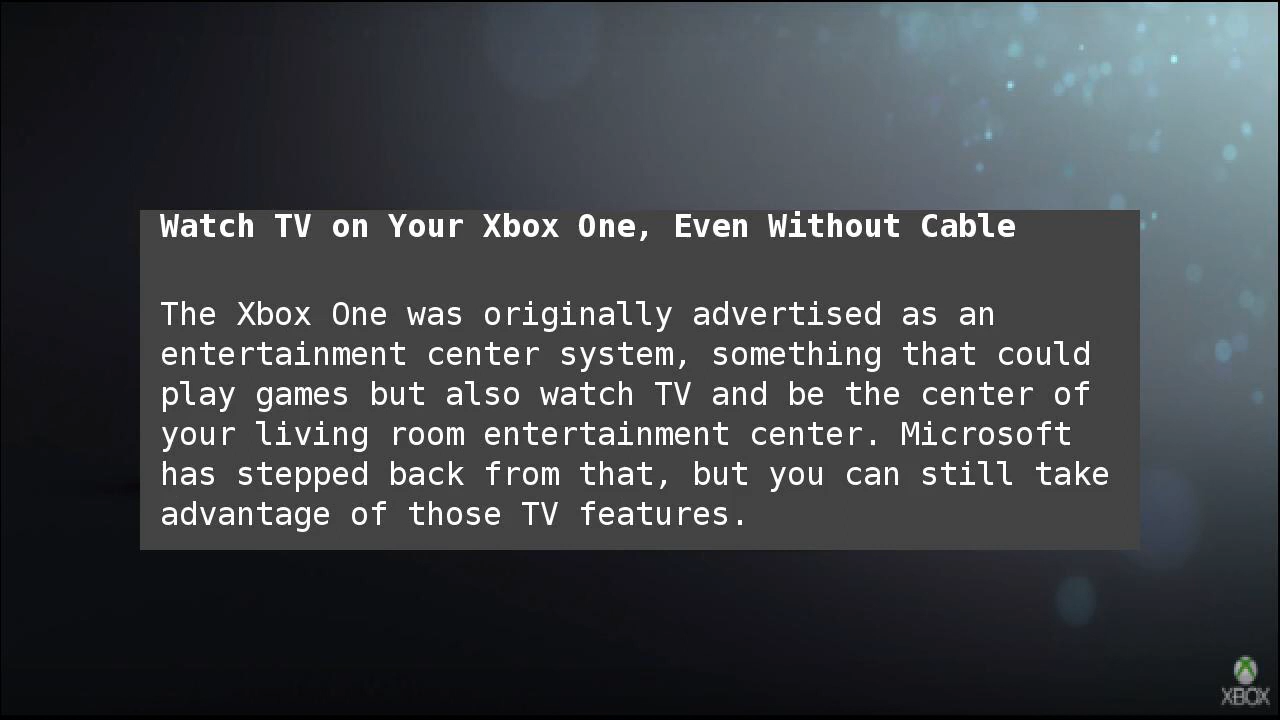 Watch TV on Your Xbox One, Even Without Cable
The Xbox One was originally advertised as an
entertainment center system, something that could
play games but also watch TV and be the center of
your living room entertainment center. Microsoft
has stepped back from that, but you can still take
advantage of those TV features.
XBOX